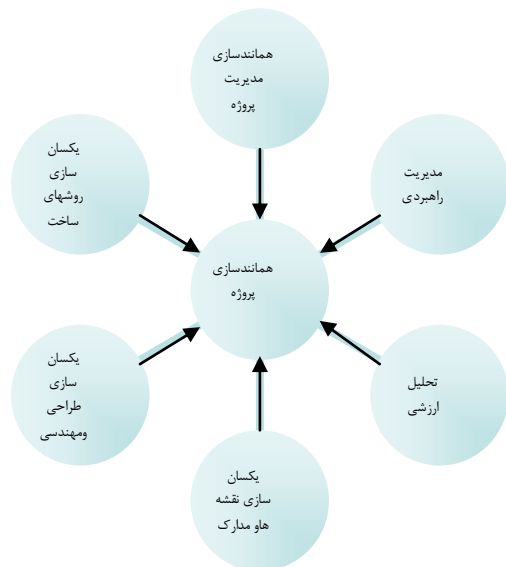 همانندسازی
مدیریت
پروژه
مدیریت
راهبردی
تحلیل
ارزشی
یکسان
سازی نقشه
هاو مدارک
یکسان
سازی
طراحی
ومهندسی
یکسان
سازی
روشهای
ساخت
همانندسازی
پروژه